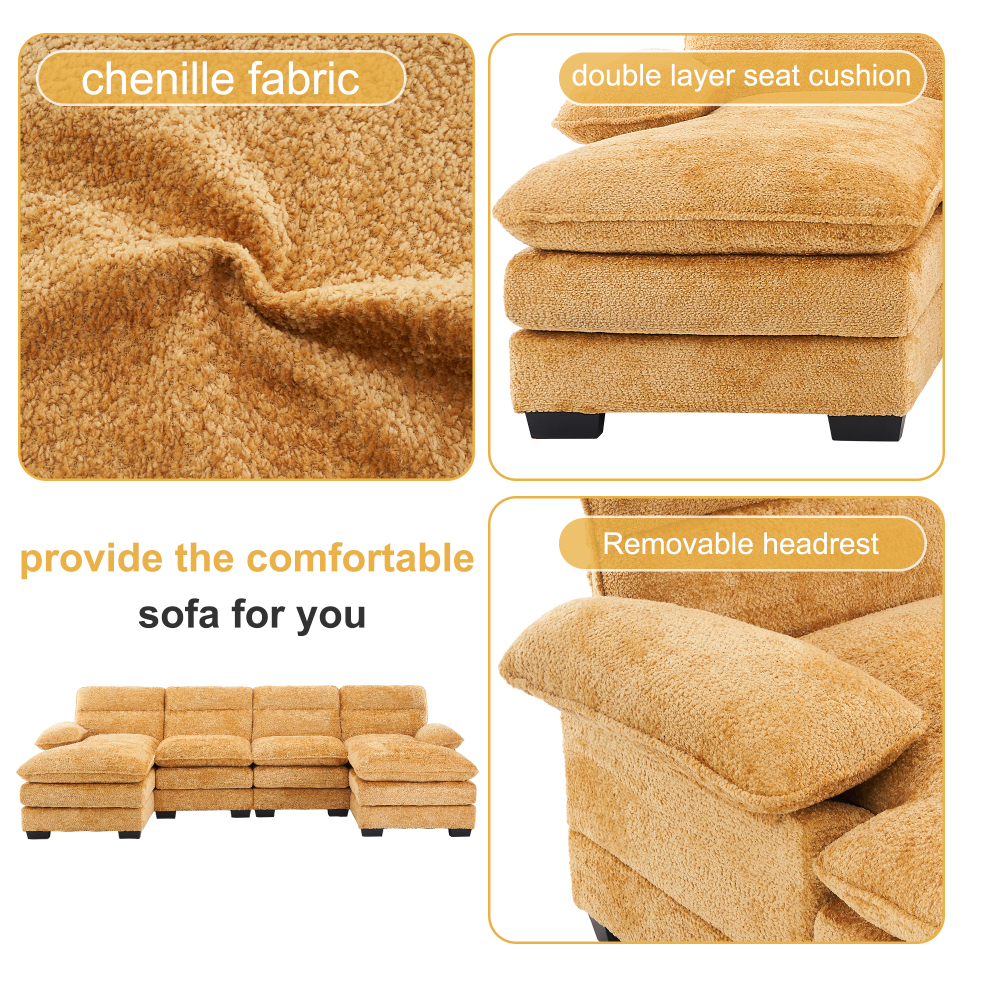 chenille fabric
double layer seat cushion
provide the comfortable
sofa for you
Removable headrest